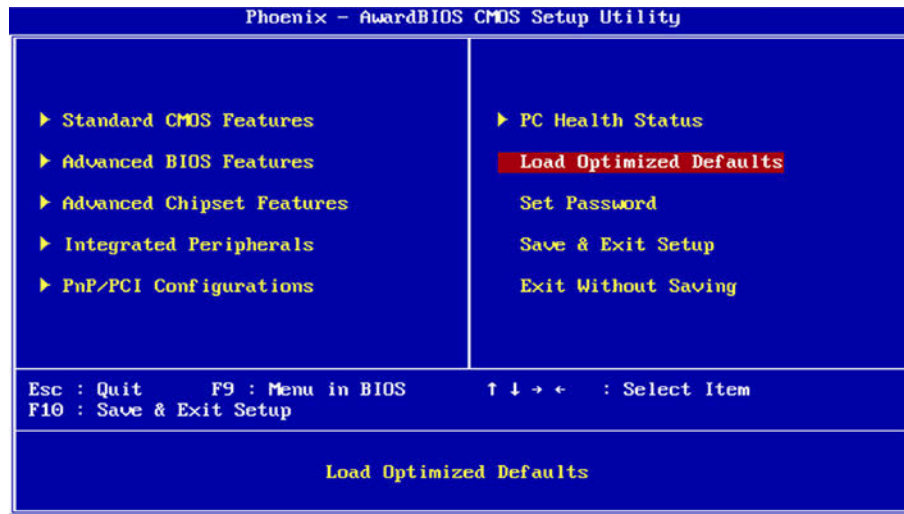 Phoenix - AwardBIOS CMOS Setup Utility
Standard CMOS Features
Advanced BIOS Features
Advanced Chipset Features
Integrated Peripherals
PnP/PCI Configurations
PC Health Status
Load Optimized Defaults
Set Password
Save & Exit Setup
Exit Without Saving
Esc : Quit F9 : Menu in BIOS ↑ ↓ → ← : Select Item
F10 : Save & Exit Setup
Load Optimized Defaults